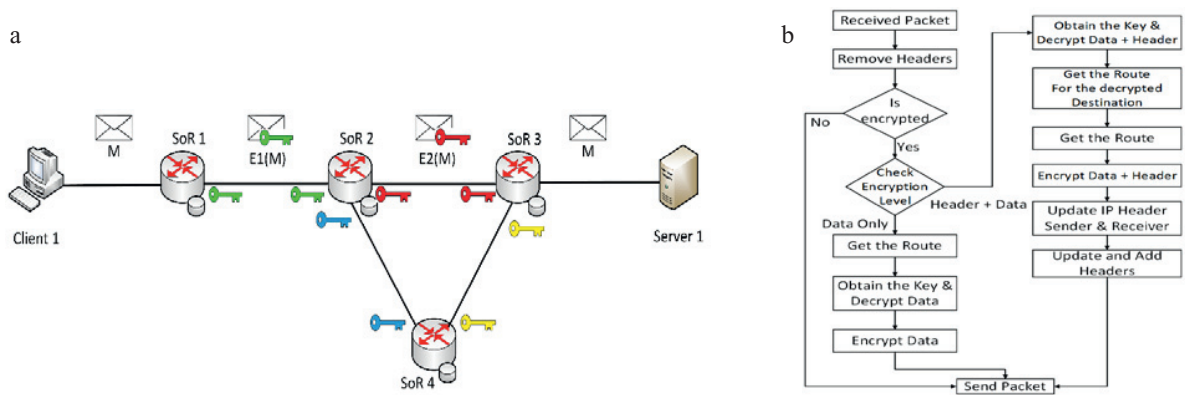 a
M
SoR 1
E1(M)
SoR 2
E2(M)
SoR 3
M
Client 1
Server 1
SoR 4
b
Received Packet
Remove Headers
Is
encrypted
No
Yes
Check
Encryption
Level
Header + Data
Data Only
Get the Route
Obtain the Key &
Decrypt Data
Encrypt Data
Send Packet
Obtain the Key &
Decrypt Data + Header
Get the Route
For the decrypted
Destination
Get the Route
Encrypt Data + Header
Update IP Header
Sender & Receiver
Update and Add
Headers